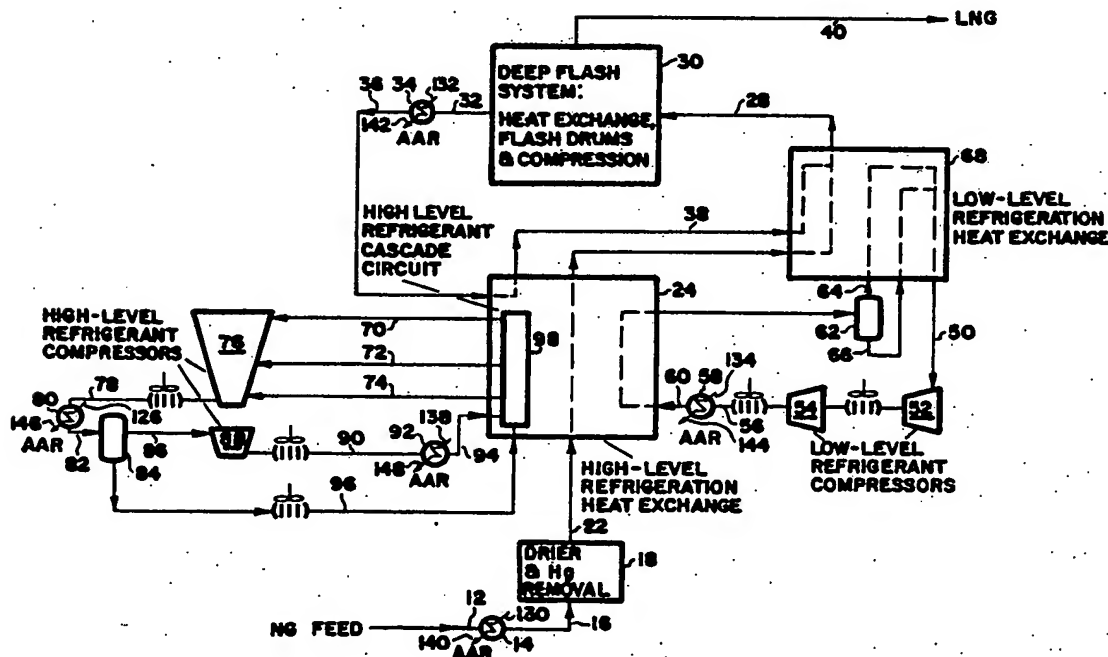 LNG
40
DEEP FLASH
SYSTEM:
HEAT EXCHANGE,
FLASH DRUMS
& COMPRESSION
30
36
34
132
32
142
AAR
28
68
LOW-LEVEL
REFRIGERATION
HEAT EXCHANGE
38
HIGH LEVEL
REFRIGERANT
CASCADE
CIRCUIT
24
64
62
66
50
HIGH-LEVEL
REFRIGERANT
COMPRESSORS
76
70
72
74
98
78
80
126
146
AAR
82
84
86
88
90
92
138
148
AAR
94
96
60
58
134
56
144
AAR
54
52
LOW-LEVEL
REFRIGERANT
COMPRESSORS
HIGH-LEVEL
REFRIGERATION
HEAT EXCHANGE
22
DRIER
& Hg
REMOVAL
18
NG FEED
12
130
140
AAR
14
16